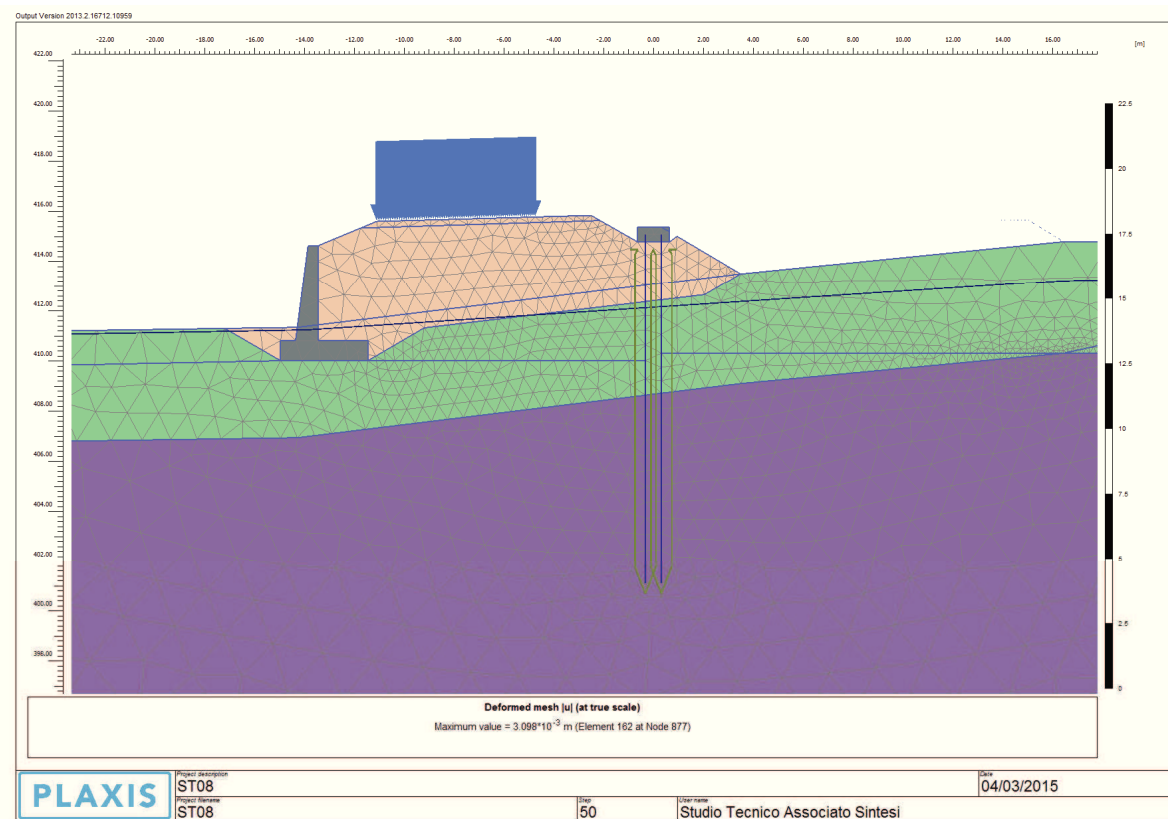 Output Version 2013.2.16712.10959
-22.00 -20.00 -18.00 -16.00 -14.00 -12.00 -10.00 -8.00 -6.00 -4.00 -2.00 0.00 2.00 4.00 6.00 8.00 10.00 12.00 14.00 16.00
[m]
422.00
420.00
418.00
416.00
414.00
412.00
410.00
408.00
406.00
404.00
402.00
400.00
398.00
22.5
20
17.5
15
12.5
10
7.5
5
2.5
0
Deformed mesh |u| (at true scale)
Maximum value = 3.098*10-3 m (Element 162 at Node 877)
PLAXIS
Project description
ST08
Date
04/03/2015
Project filename
ST08
Step
50
User name
Studio Tecnico Associato Sintesi